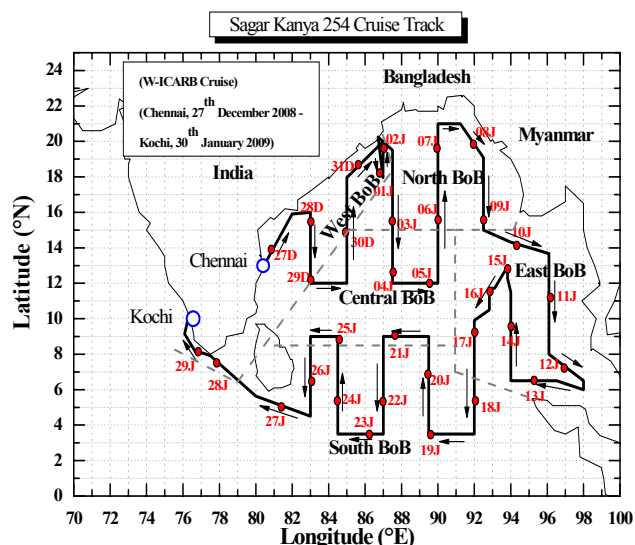 Sagar Kanya 254 Cruise Track
24
22
20
18
16
14
12
10
8
6
4
2
0
Latitude (°N)
(W-ICARB Cruise)
(Chennai, 27th December 2008 -
Kochi, 30th January 2009)
Bangladesh
Myanmar
India
02J
07J
08J
31D
01J
West BoB
North BoB
28D
03J
06J
09J
30D
10J
27D
Chennai
15J
East BoB
29D
04J
05J
16J
Central BoB
11J
Kochi
25J
21J
17J
14J
29J
28J
26J
20J
12J
13J
27J
24J
22J
18J
23J
19J
South BoB
70 72 74 76 78 80 82 84 86 88 90 92 94 96 98 100
Longitude (°E)